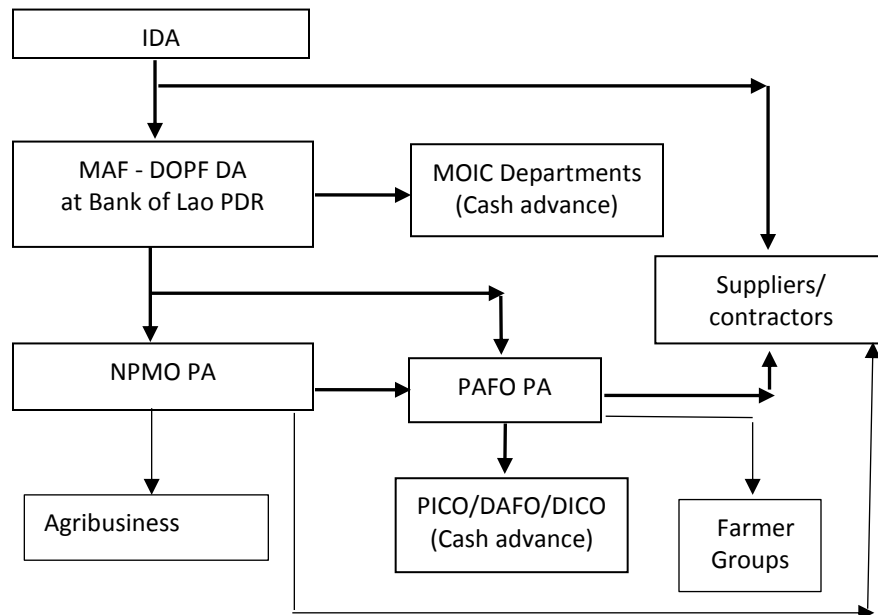 IDA
MAF - DOPF DA
at Bank of Lao PDR
MOIC Departments
(Cash advance)
Suppliers/
contractors
NPMO PA
PAFO PA
Agribusiness
PICO/DAFO/DICO
(Cash advance)
Farmer
Groups